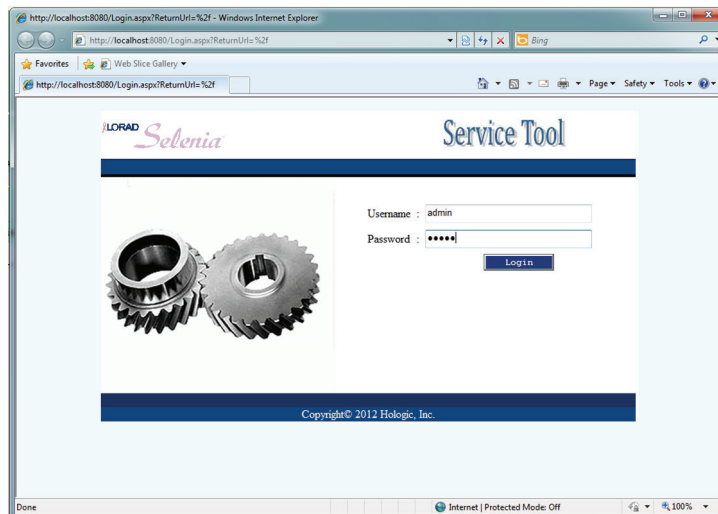 http://localhost:8080/Login.aspx?ReturnUrl=%2f - Windows Internet Explorer
http://localhost:8080/Login.aspx?ReturnUrl=%2f
Bing
Favorites
Web Slice Gallery
http://localhost:8080/Login.aspx?ReturnUrl=%2f
Page
Safety
Tools
LORAD Selenia
Service Tool
Username : admin
Password : •••••
Login
Copyright© 2012 Hologic, Inc.
Done
Internet | Protected Mode: Off
100%